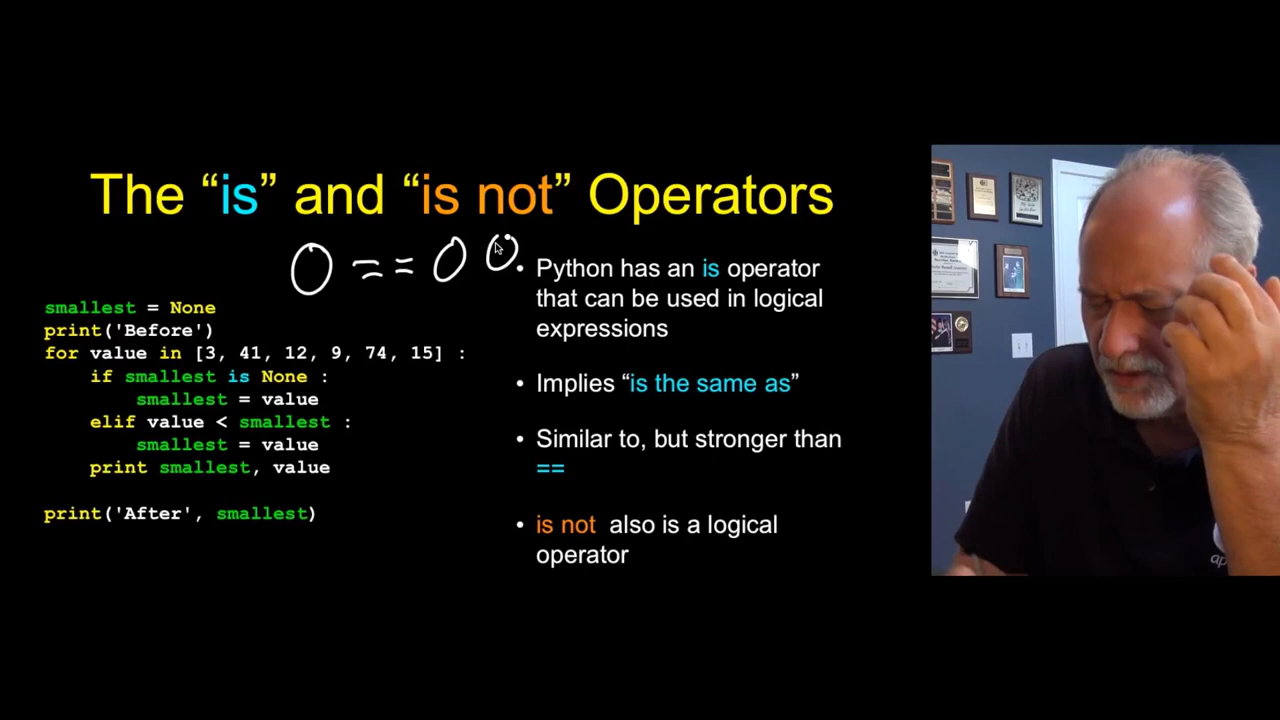 The “is” and “is not” Operators
0 == 0
smallest = None
print('Before')
for value in [3, 41, 12, 9, 74, 15] :
    if smallest is None :
        smallest = value
    elif value < smallest :
        smallest = value
    print smallest, value
print('After', smallest)
• Python has an is operator
that can be used in logical
expressions
• Implies “is the same as”
• Similar to, but stronger than
==
• is not also is a logical
operator